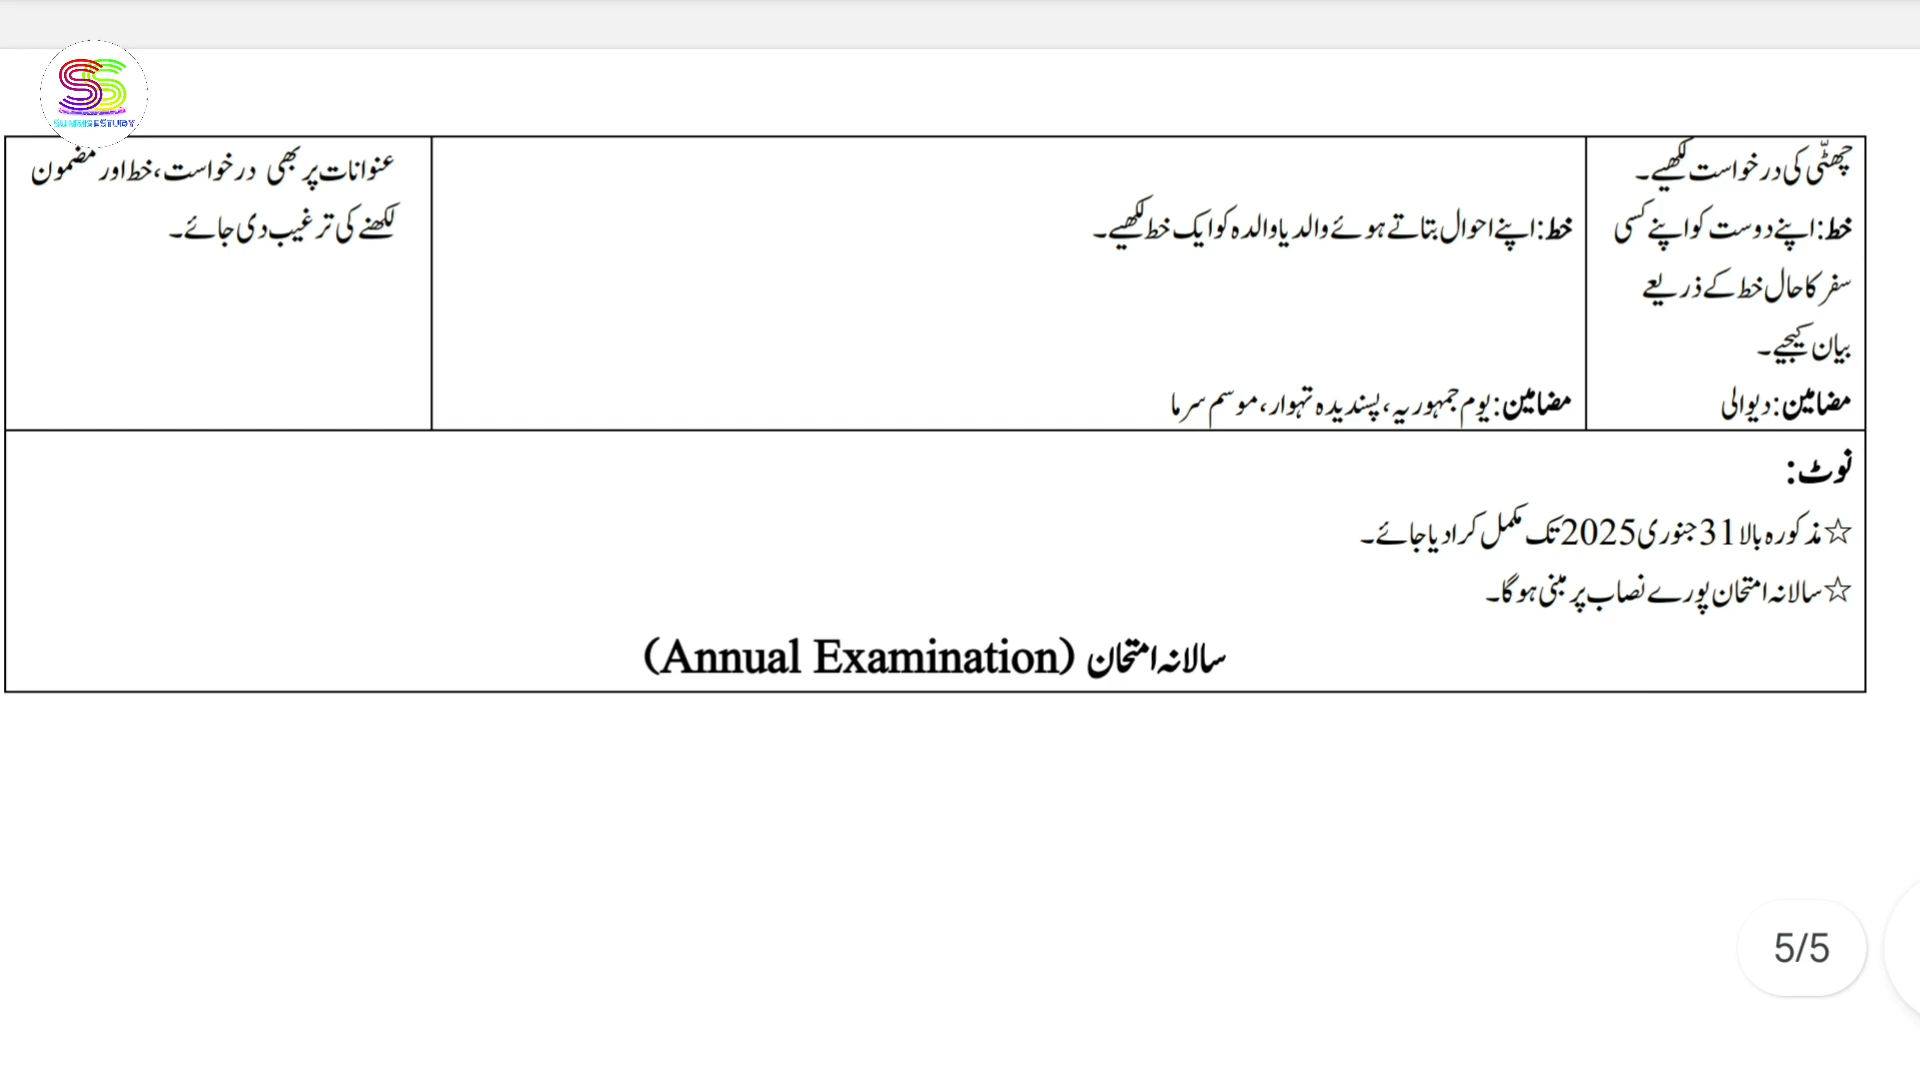 SUNRISESTUDY
چھٹّی کی درخواست لکھیے۔
خط: اپنے دوست کو اپنے کسی
سفر کا حال خط کے ذریعے
بیان کیجیے۔
مضامین: دیوالی
خط: اپنے احوال بتاتے ہوئے والد یا والدہ کو ایک خط لکھیے۔
مضامین: یوم جمہوریہ، پسندیدہ تہوار، موسم سرما
عنوانات پر بھی درخواست، خط اور مضمون
لکھنے کی ترغیب دی جائے۔
نوٹ:
☆ مذکورہ بالا 31 جنوری 2025 تک مکمل کرا دیا جائے۔
☆ سالانہ امتحان پورے نصاب پر مبنی ہوگا۔
سالانہ امتحان (Annual Examination)
5/5